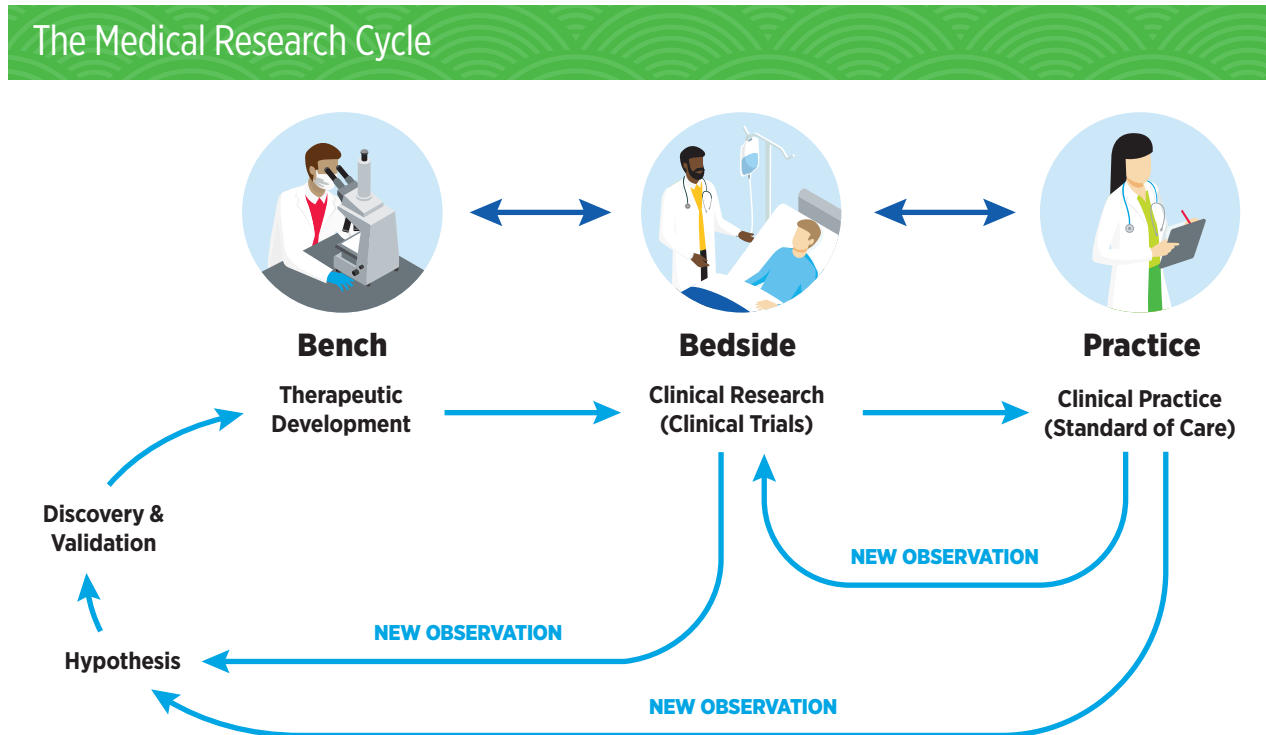 The Medical Research Cycle
Bench
Bedside
Practice
Therapeutic
Development
Clinical Research
(Clinical Trials)
Clinical Practice
(Standard of Care)
Discovery &
Validation
NEW OBSERVATION
NEW OBSERVATION
Hypothesis
NEW OBSERVATION